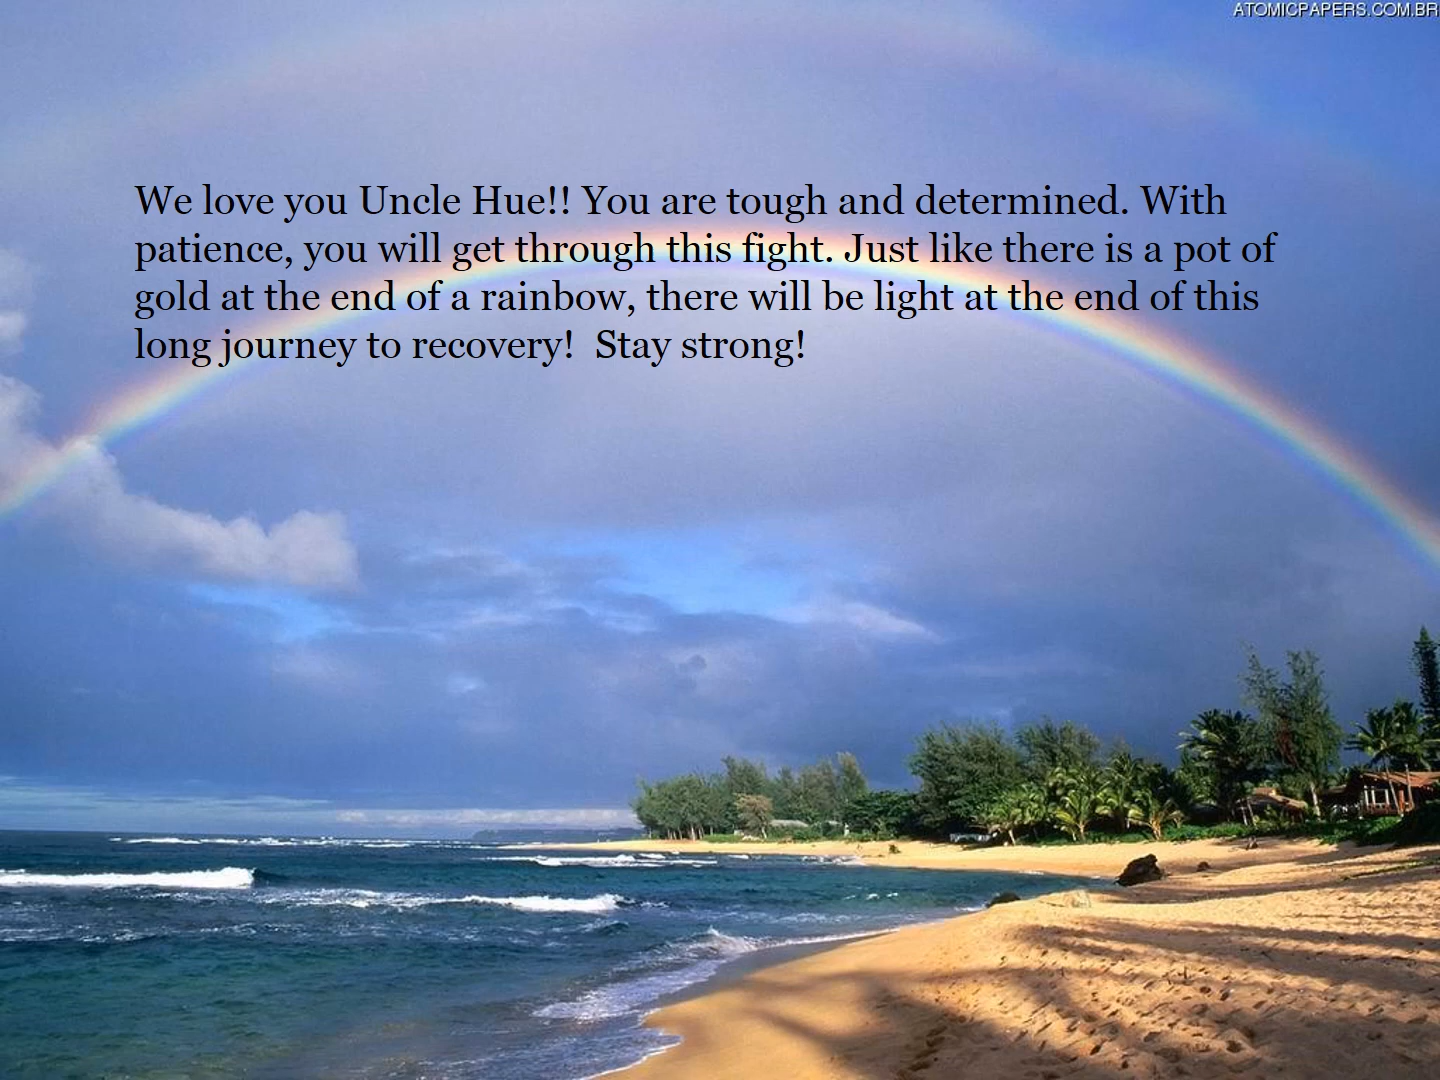 ATOMICPAPERS.COM.BR
We love you Uncle Hue!! You are tough and determined. With
patience, you will get through this fight. Just like there is a pot of
gold at the end of a rainbow, there will be light at the end of this
long journey to recovery!  Stay strong!